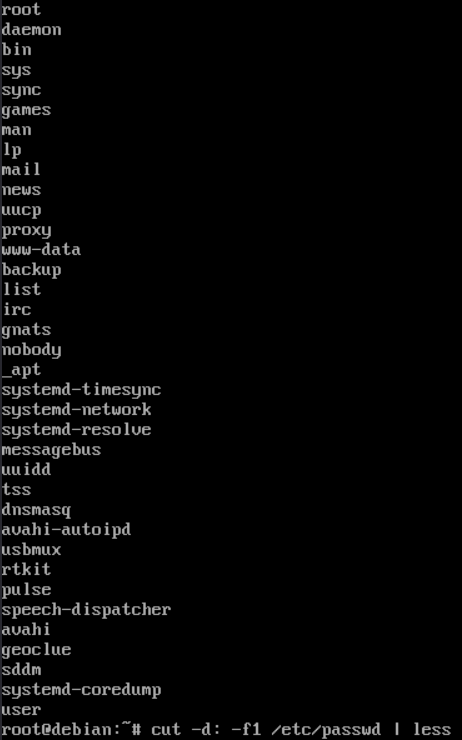 root
daemon
bin
sys
sync
games
man
lp
mail
news
uucp
proxy
www-data
backup
list
irc
gnats
nobody
_apt
systemd-timesync
systemd-network
systemd-resolve
messagebus
uuidd
tss
dnsmasq
avahi-autoipd
usbmux
rtkit
pulse
speech-dispatcher
avahi
geoclue
sddm
systemd-coredump
user
root@debian:~# cut -d: -f1 /etc/passwd | less